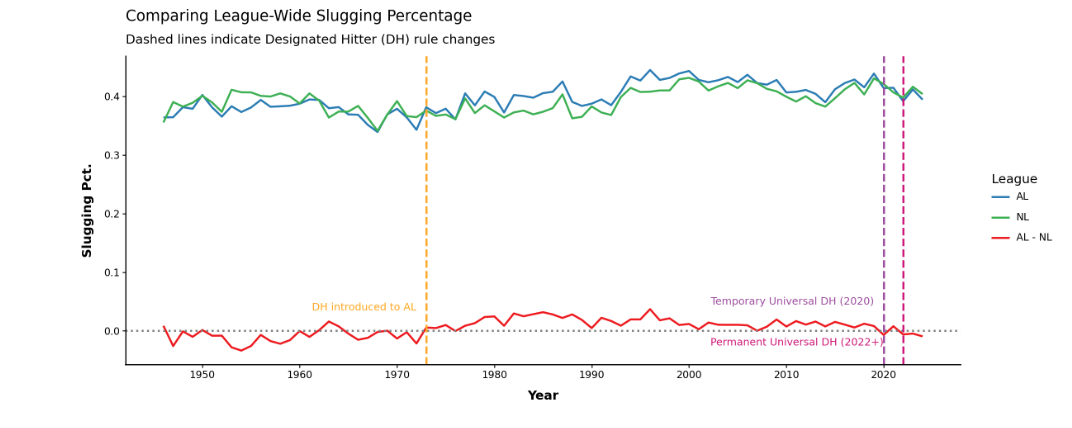 Comparing League-Wide Slugging Percentage
Dashed lines indicate Designated Hitter (DH) rule changes
0.4
0.3
0.2
0.1
0.0
Slugging Pct.
DH introduced to AL
Temporary Universal DH (2020)
Permanent Universal DH (2022+)
1950
1960
1970
1980
1990
2000
2010
2020
Year
League
AL
NL
AL - NL